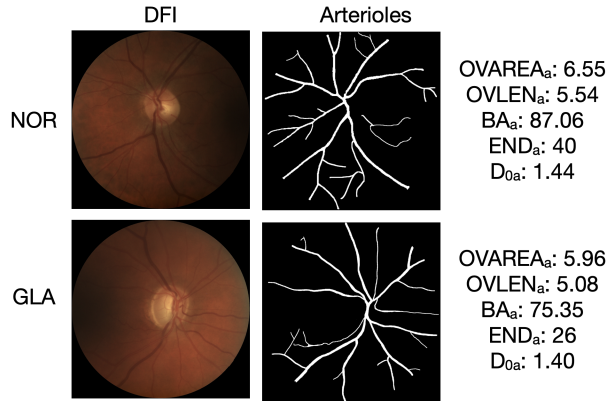 DFI Arterioles
NOR
OVAREAa: 6.55
OVLENa: 5.54
BAa: 87.06
ENDa: 40
D0a: 1.44
GLA
OVAREAa: 5.96
OVLENa: 5.08
BAa: 75.35
ENDa: 26
D0a: 1.40